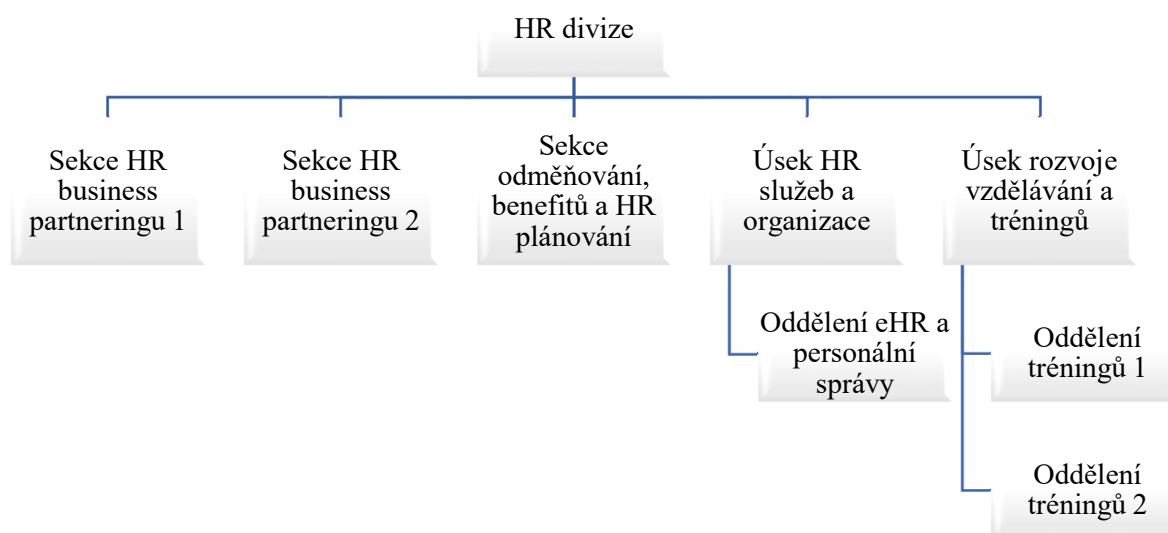 HR divize
Sekce HR
business
partneringu 1
Sekce HR
business
partneringu 2
Sekce
odměňování,
benefitů a HR
plánování
Úsek HR
služeb a
organizace
Oddělení eHR a
personální
správy
Úsek rozvoje
vzdělávání a
tréningů
Oddělení
tréningů 1
Oddělení
tréningů 2